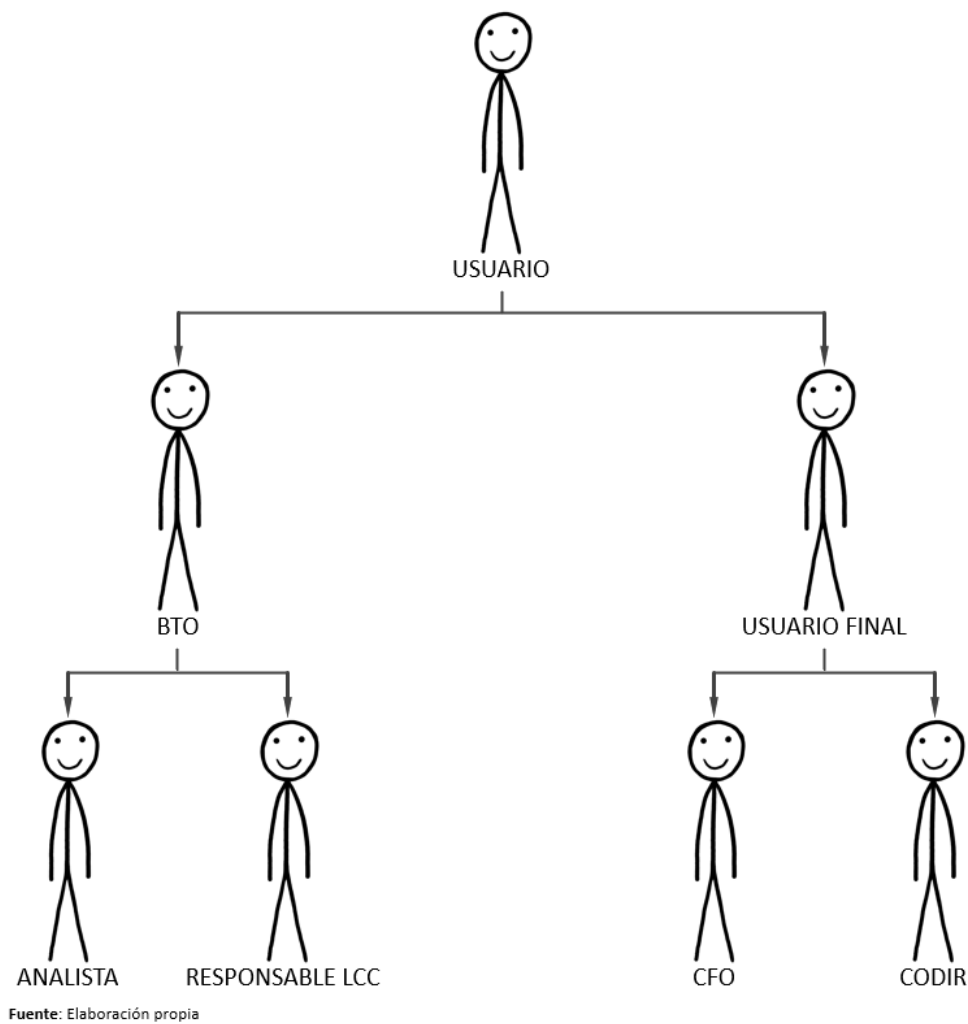 USUARIO
BTO
USUARIO FINAL
ANALISTA
RESPONSABLE LCC
CFO
CODIR
Fuente: Elaboración propia